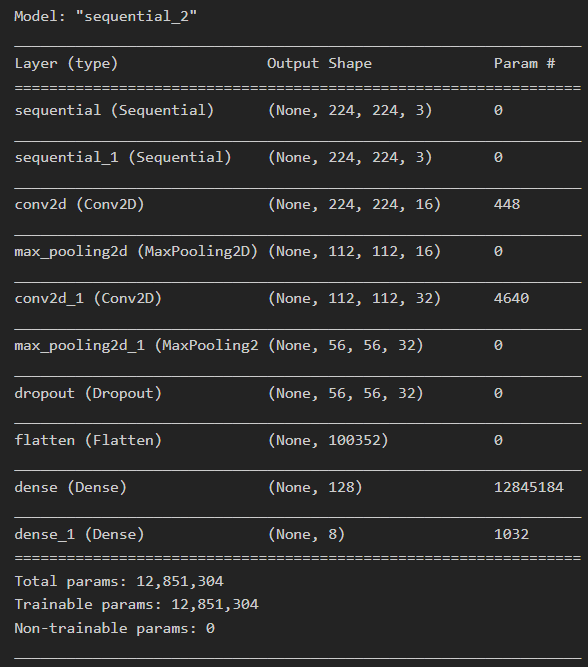 Model: "sequential_2"
Layer (type) Output Shape Param #
=================================================================
sequential (Sequential) (None, 224, 224, 3) 0
sequential_1 (Sequential) (None, 224, 224, 3) 0
conv2d (Conv2D) (None, 224, 224, 16) 448
max_pooling2d (MaxPooling2D) (None, 112, 112, 16) 0
conv2d_1 (Conv2D) (None, 112, 112, 32) 4640
max_pooling2d_1 (MaxPooling2 (None, 56, 56, 32) 0
dropout (Dropout) (None, 56, 56, 32) 0
flatten (Flatten) (None, 100352) 0
dense (Dense) (None, 128) 12845184
dense_1 (Dense) (None, 8) 1032
=================================================================
Total params: 12,851,304
Trainable params: 12,851,304
Non-trainable params: 0